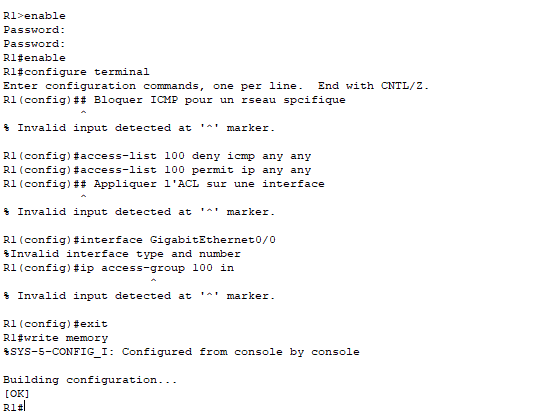 R1>enable
Password:
Password:
R1#enable
R1#configure terminal
Enter configuration commands, one per line.  End with CNTL/Z.
R1(config)## Bloquer ICMP pour un rseau spcifique
^
% Invalid input detected at '^' marker.
R1(config)#access-list 100 deny icmp any any
R1(config)#access-list 100 permit ip any any
R1(config)## Appliquer l'ACL sur une interface
^
% Invalid input detected at '^' marker.
R1(config)#interface GigabitEthernet0/0
%Invalid interface type and number
R1(config)#ip access-group 100 in
^
% Invalid input detected at '^' marker.
R1(config)#exit
R1#write memory
%SYS-5-CONFIG_I: Configured from console by console
Building configuration...
[OK]
R1#